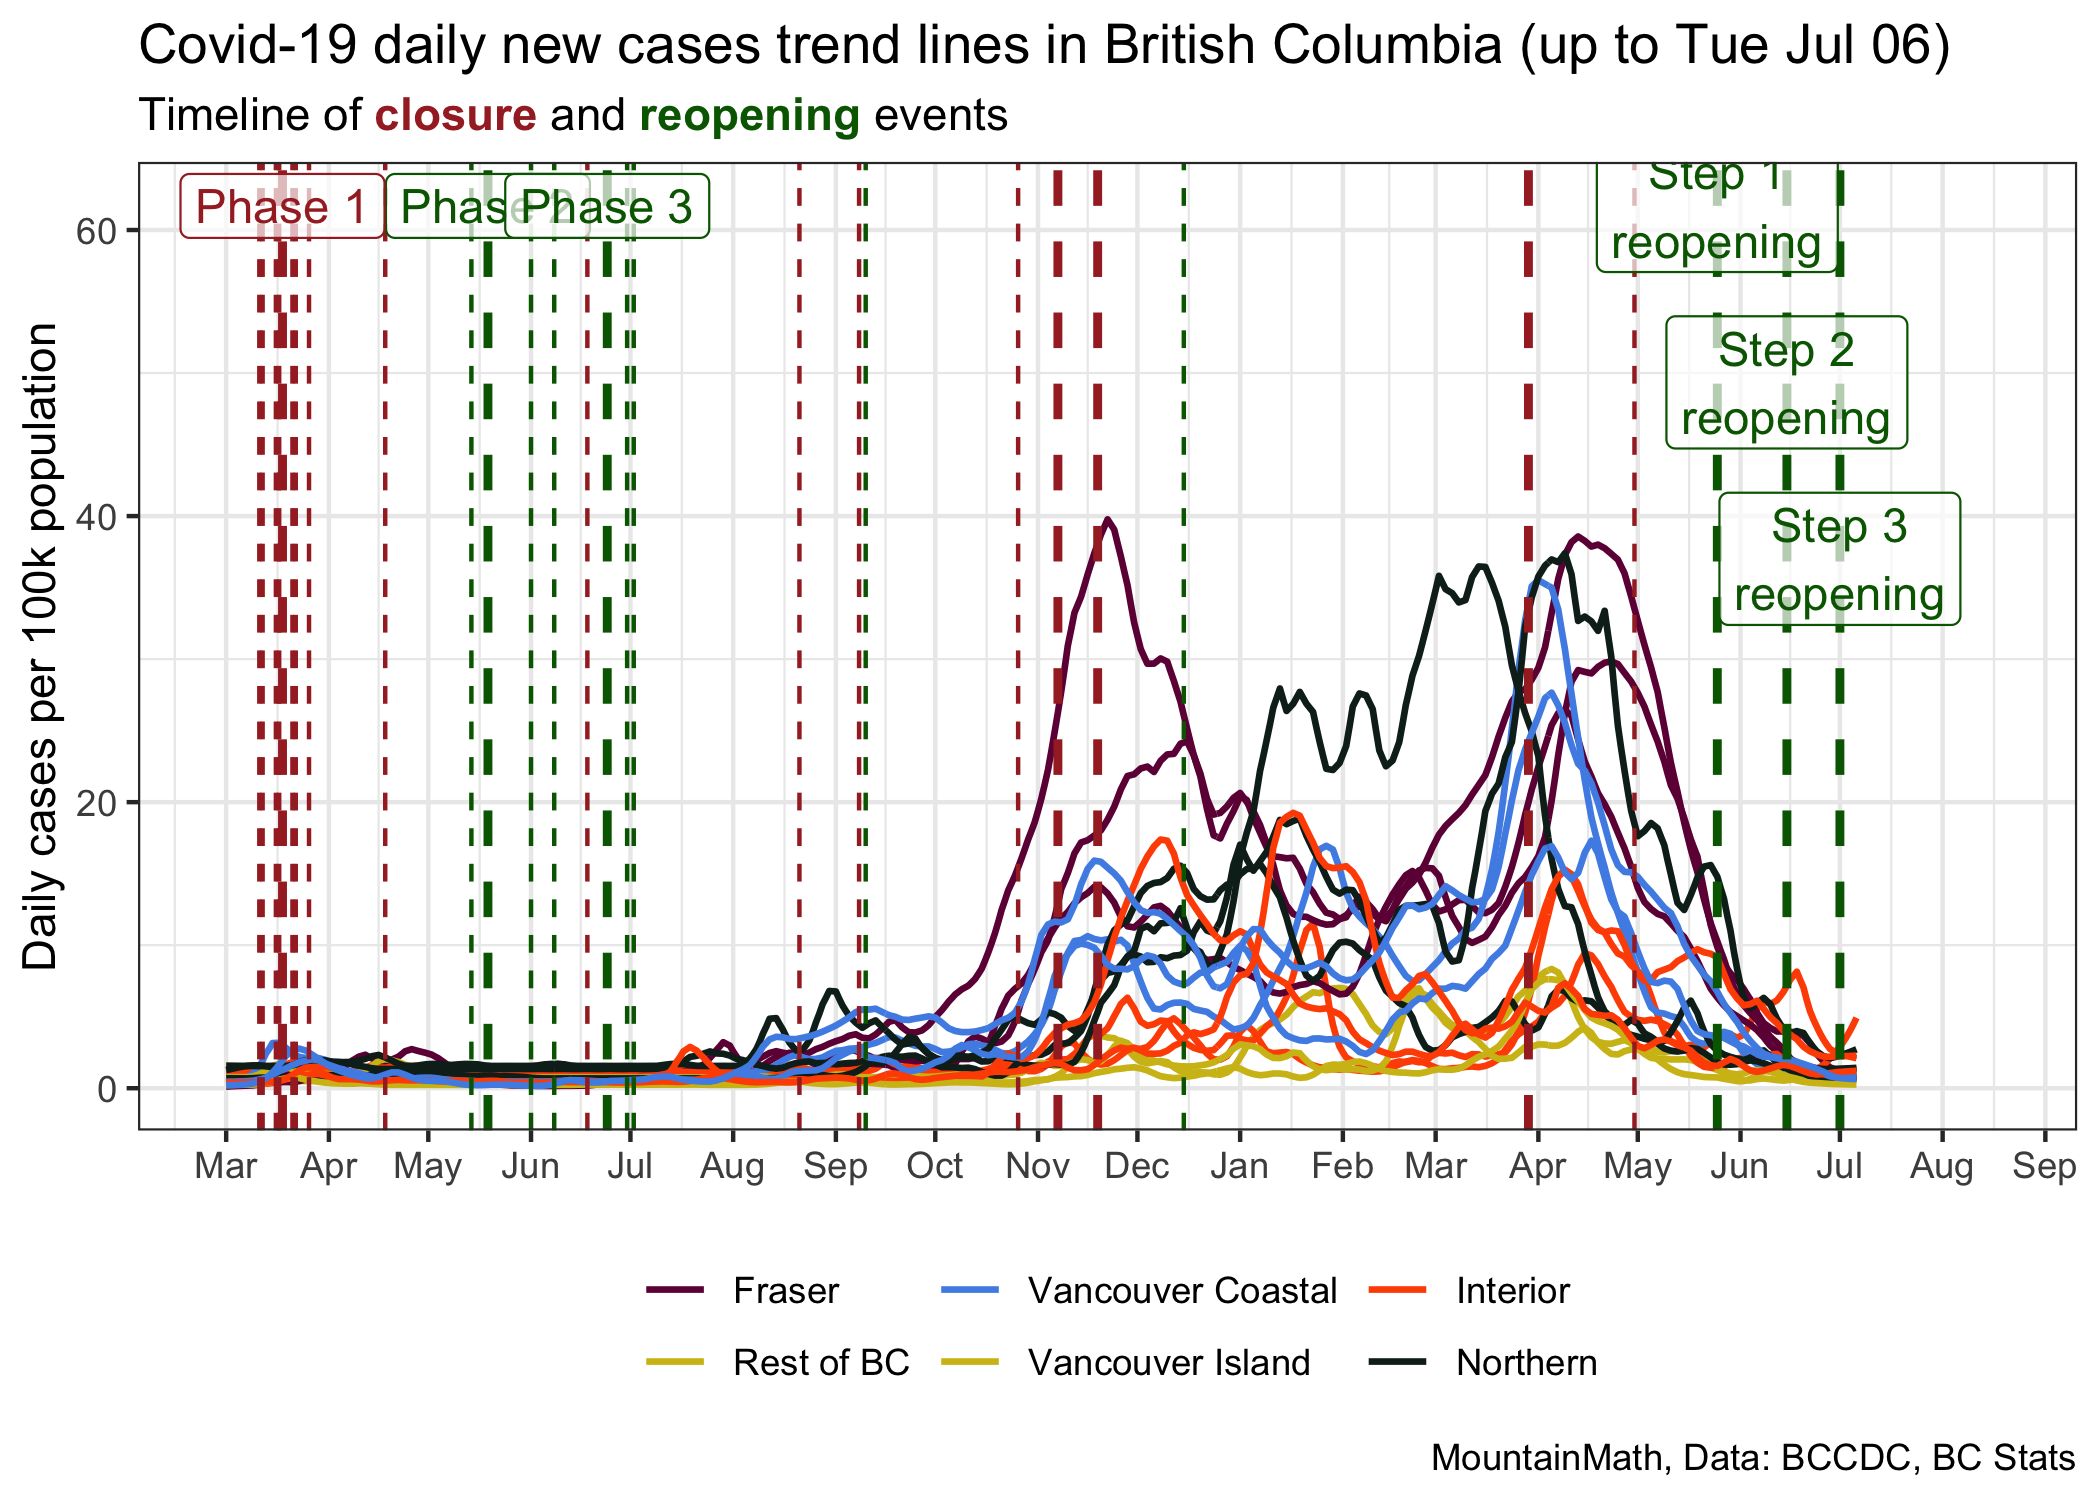 Covid-19 daily new cases trend lines in British Columbia (up to Tue Jul 06)
Timeline of closure and reopening events
Phase 1
Phase 2
Phase 3
Step 1
reopening
Step 2
reopening
Step 3
reopening
Daily cases per 100k population
60
40
20
0
Mar Apr May Jun Jul Aug Sep Oct Nov Dec Jan Feb Mar Apr May Jun Jul Aug Sep
Fraser Vancouver Coastal Interior
Rest of BC Vancouver Island Northern
MountainMath, Data: BCCDC, BC Stats